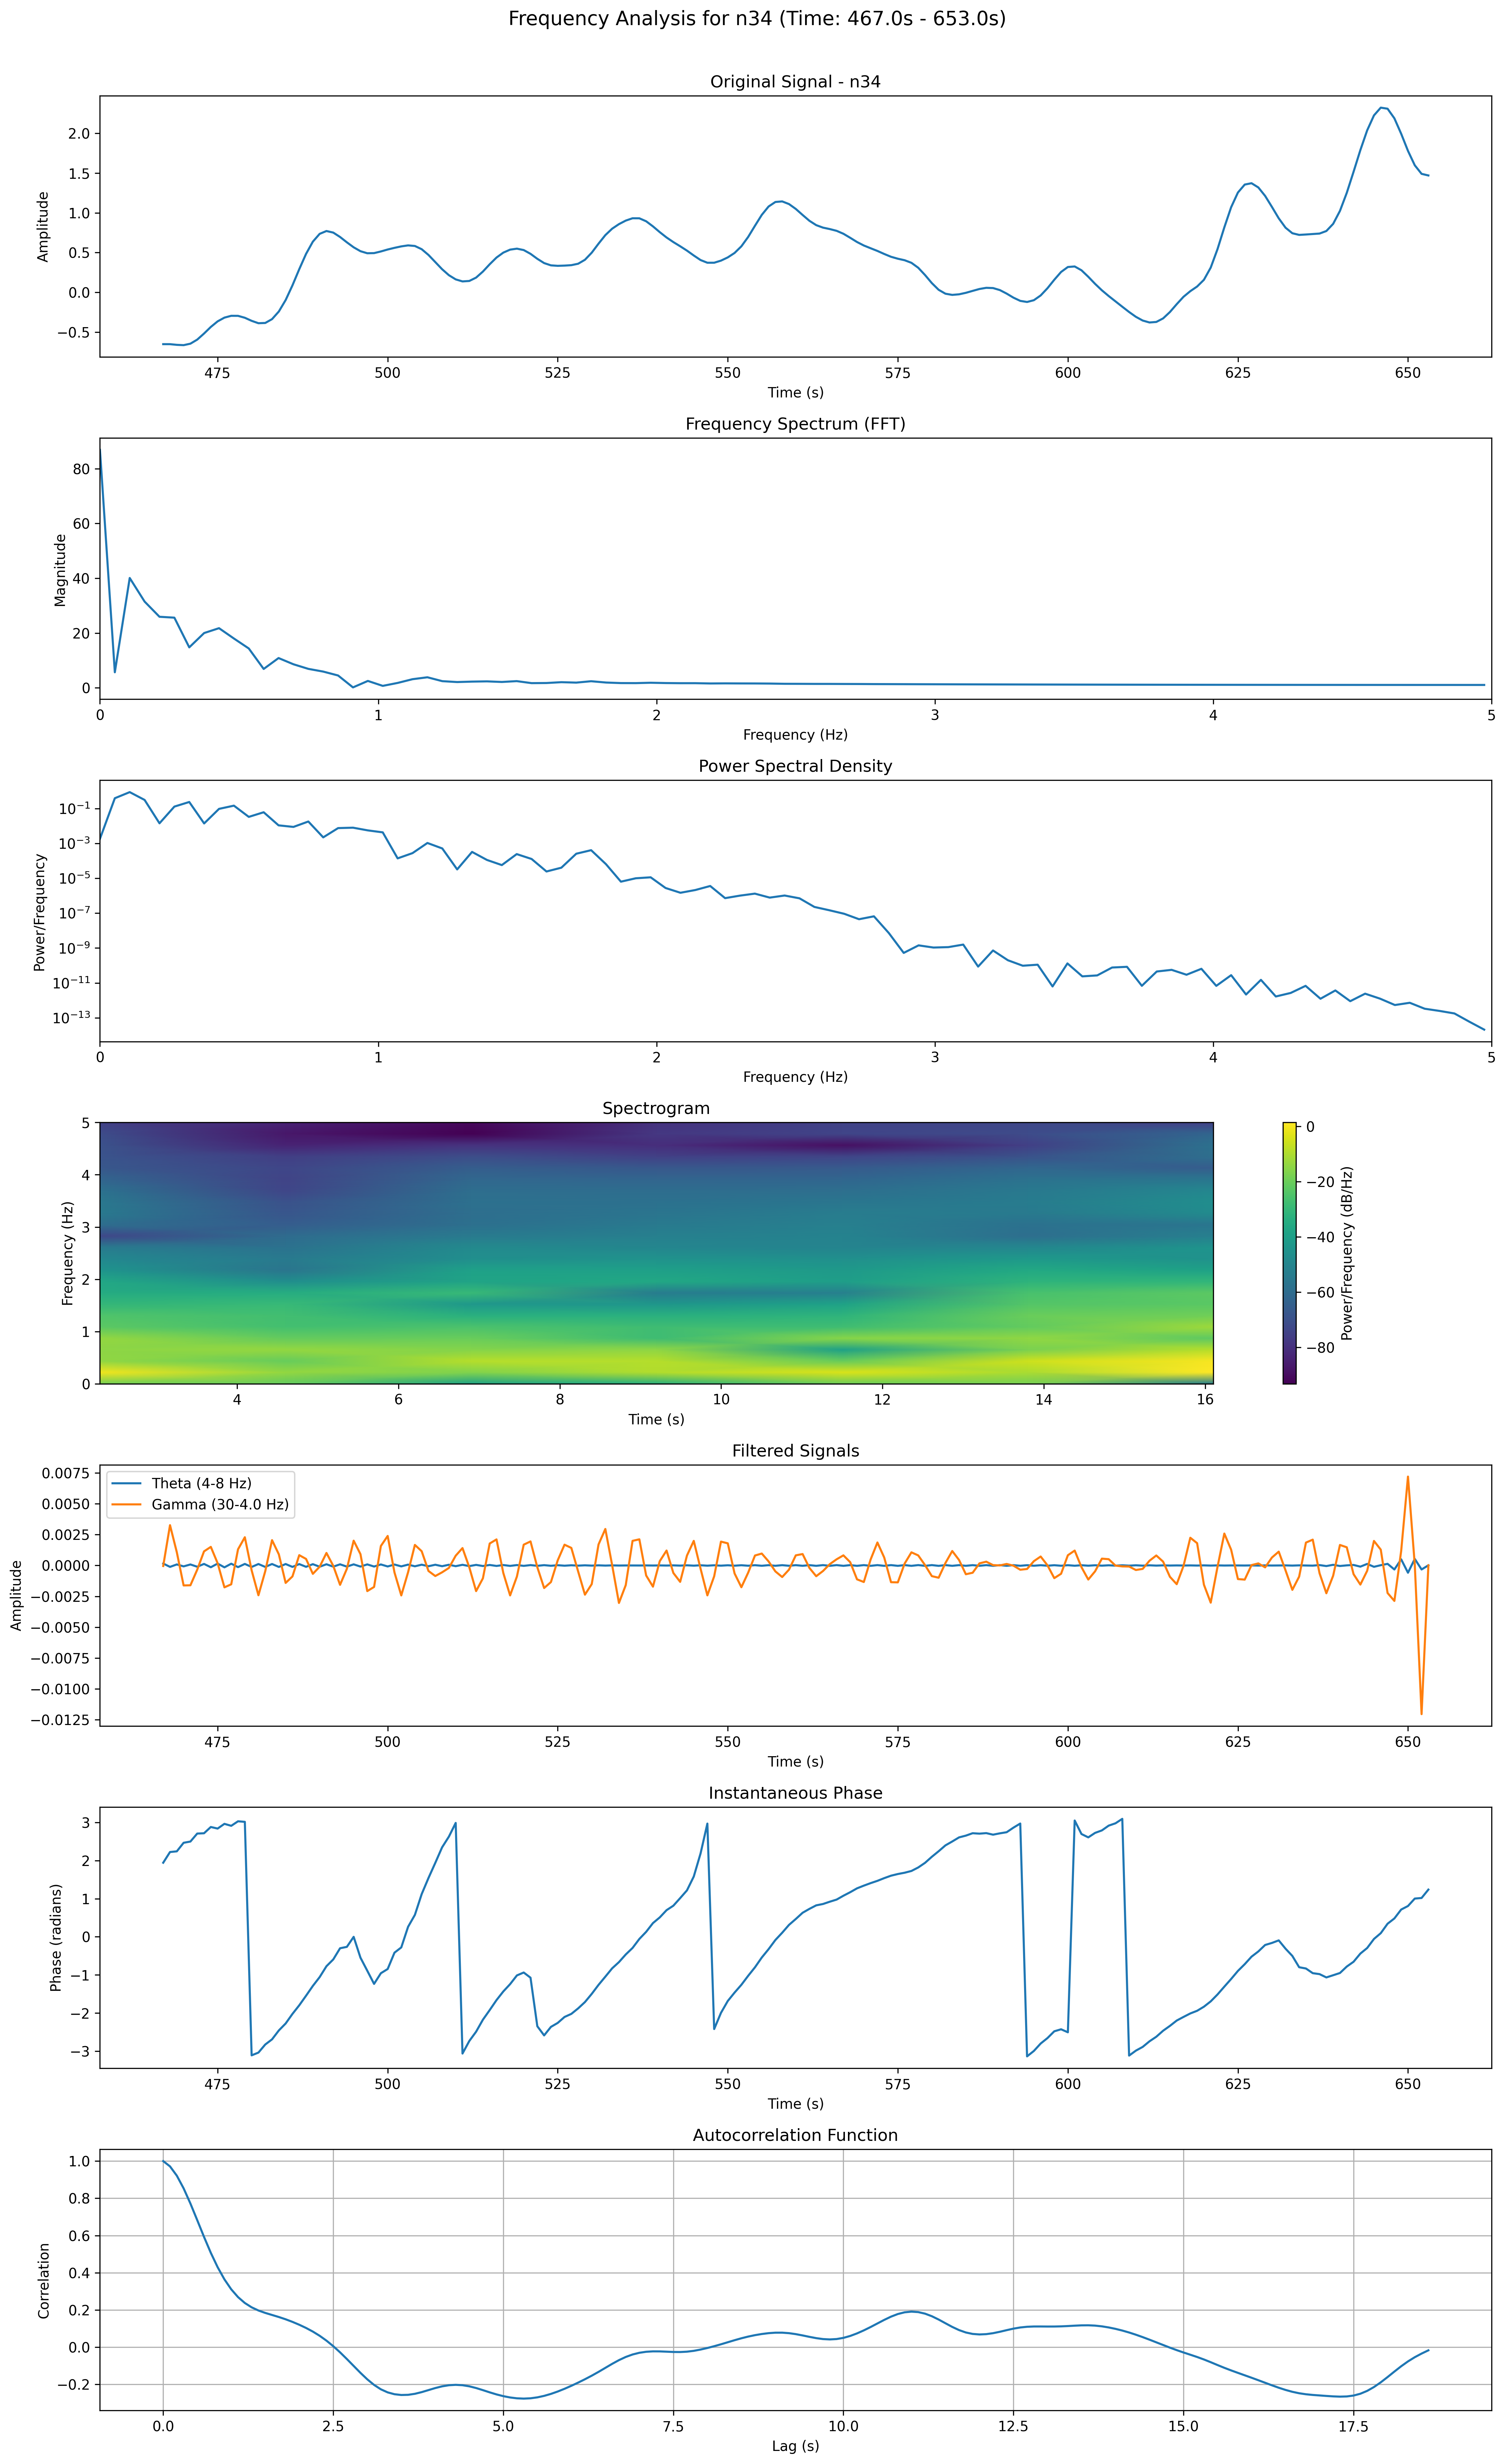 Frequency Analysis for n34 (Time: 467.0s - 653.0s)
Original Signal - n34
Amplitude
2.0
1.5
1.0
0.5
0.0
−0.5
475 500 525 550 575 600 625 650
Time (s)
Frequency Spectrum (FFT)
Magnitude
80
60
40
20
0
0 1 2 3 4 5
Frequency (Hz)
Power Spectral Density
Power/Frequency
10⁻¹
10⁻³
10⁻⁵
10⁻⁷
10⁻⁹
10⁻¹¹
10⁻¹³
0 1 2 3 4 5
Frequency (Hz)
Spectrogram
Frequency (Hz)
5
4
3
2
1
0
4 6 8 10 12 14 16
Time (s)
0
−20
−40
−60
−80
Power/Frequency (dB/Hz)
Filtered Signals
Theta (4-8 Hz)
Gamma (30-4.0 Hz)
Amplitude
0.0075
0.0050
0.0025
0.0000
−0.0025
−0.0050
−0.0075
−0.0100
−0.0125
475 500 525 550 575 600 625 650
Time (s)
Instantaneous Phase
Phase (radians)
3
2
1
0
−1
−2
−3
475 500 525 550 575 600 625 650
Time (s)
Autocorrelation Function
Correlation
1.0
0.8
0.6
0.4
0.2
0.0
−0.2
0.0 2.5 5.0 7.5 10.0 12.5 15.0 17.5
Lag (s)